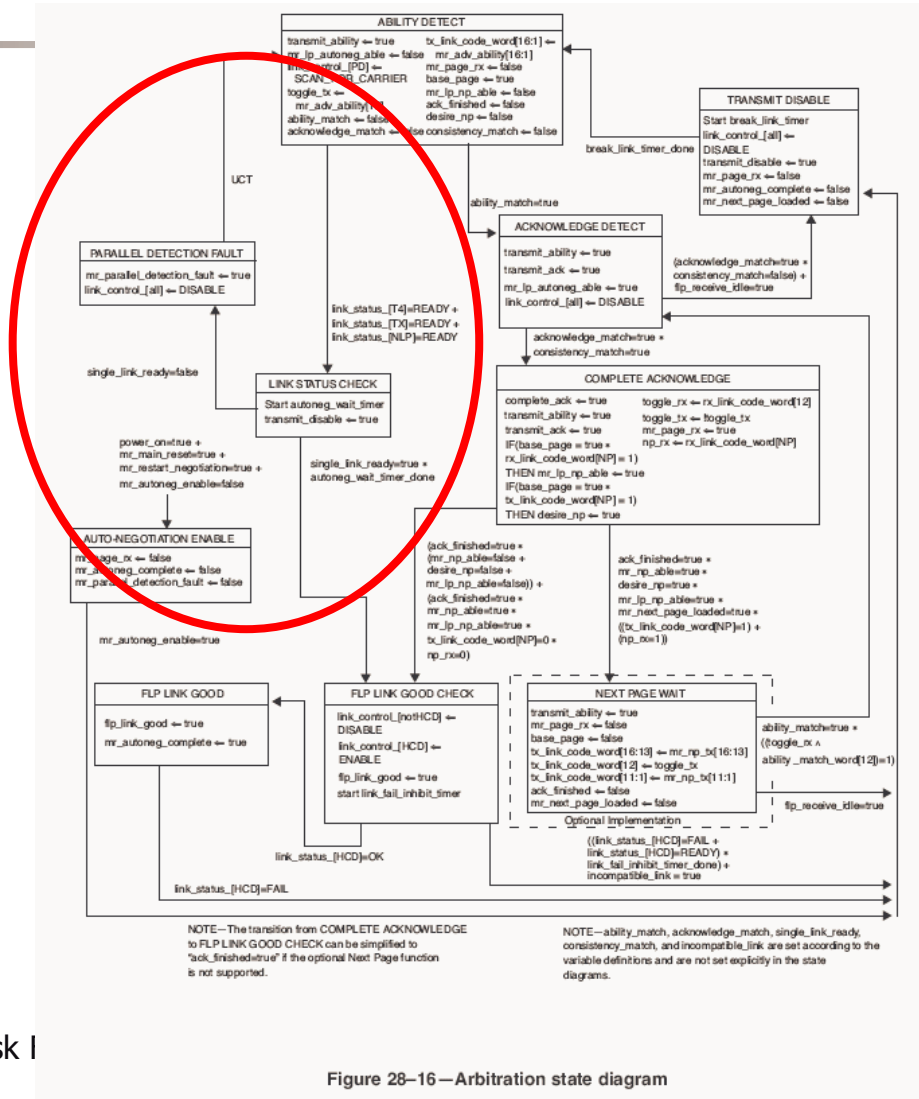 ABILITY DETECT
transmit_ability ⇐ true
mr_lp_autoneg_able ⇐ false
link_control_[PD] ⇐
SCAN_FOR_CARRIER
toggle_tx ⇐
mr_adv_ability[12]
ability_match ⇐ false
acknowledge_match ⇐ false
tx_link_code_word[16:1] ⇐
mr_adv_ability[16:1]
mr_page_rx ⇐ false
base_page ⇐ true
mr_lp_np_able ⇐ false
ack_finished ⇐ false
desire_np ⇐ false
consistency_match ⇐ false
TRANSMIT DISABLE
Start break_link_timer
link_control_[all] ⇐
DISABLE
transmit_disable ⇐ true
mr_page_rx ⇐ false
mr_autoneg_complete ⇐ false
mr_next_page_loaded ⇐ false
break_link_timer_done
UCT
ability_match=true
PARALLEL DETECTION FAULT
mr_parallel_detection_fault ⇐ true
link_control_[all] ⇐ DISABLE
ACKNOWLEDGE DETECT
transmit_ability ⇐ true
transmit_ack ⇐ true
mr_lp_autoneg_able ⇐ true
link_control_[all] ⇐ DISABLE
(acknowledge_match=true *
consistency_match=false) +
flp_receive_idle=true
link_status_[T4]=READY +
link_status_[TX]=READY +
link_status_[NLP]=READY
acknowledge_match=true *
consistency_match=true
single_link_ready=false
LINK STATUS CHECK
Start autoneg_wait_timer
transmit_disable ⇐ true
COMPLETE ACKNOWLEDGE
complete_ack ⇐ true
transmit_ability ⇐ true
transmit_ack ⇐ true
IF(base_page = true *
rx_link_code_word[NP] = 1)
THEN mr_lp_np_able ⇐ true
IF(base_page = true *
tx_link_code_word[NP] = 1)
THEN desire_np ⇐ true
toggle_rx ⇐ rx_link_code_word[12]
toggle_tx ⇐ !toggle_tx
mr_page_rx ⇐ true
np_rx ⇐ rx_link_code_word[NP]
power_on=true +
mr_main_reset=true +
mr_restart_negotiation=true +
mr_autoneg_enable=false
single_link_ready=true *
autoneg_wait_timer_done
AUTO-NEGOTIATION ENABLE
mr_page_rx ⇐ false
mr_autoneg_complete ⇐ false
mr_parallel_detection_fault ⇐ false
(ack_finished=true *
(mr_np_able=false +
desire_np=false +
mr_lp_np_able=false)) +
(ack_finished=true *
mr_np_able=true *
mr_lp_np_able=true *
tx_link_code_word[NP]=0 *
np_rx=0)
ack_finished=true *
mr_np_able=true *
desire_np=true *
mr_lp_np_able=true *
mr_next_page_loaded=true *
((tx_link_code_word[NP]=1) +
(np_rx=1))
mr_autoneg_enable=true
FLP LINK GOOD
flp_link_good ⇐ true
mr_autoneg_complete ⇐ true
FLP LINK GOOD CHECK
link_control_[notHCD] ⇐
DISABLE
link_control_[HCD] ⇐
ENABLE
flp_link_good ⇐ true
start link_fail_inhibit_timer
NEXT PAGE WAIT
transmit_ability ⇐ true
mr_page_rx ⇐ false
base_page ⇐ false
tx_link_code_word[16:13] ⇐ mr_np_tx[16:13]
tx_link_code_word[12] ⇐ toggle_tx
tx_link_code_word[11:1] ⇐ mr_np_tx[11:1]
ack_finished ⇐ false
mr_next_page_loaded ⇐ false
Optional Implementation
ability_match=true *
((toggle_rx ∧
ability_match_word[12])=1)
flp_receive_idle=true
link_status_[HCD]=OK
((link_status_[HCD]=FAIL +
link_status_[HCD]=READY) *
link_fail_inhibit_timer_done) +
incompatible_link = true
link_status_[HCD]=FAIL
NOTE—The transition from COMPLETE ACKNOWLEDGE
to FLP LINK GOOD CHECK can be simplified to
"ack_finished=true" if the optional Next Page function
is not supported.
NOTE—ability_match, acknowledge_match, single_link_ready,
consistency_match, and incompatible_link are set according to the
variable definitions and are not set explicitly in the state
diagrams.
Figure 28–16—Arbitration state diagram